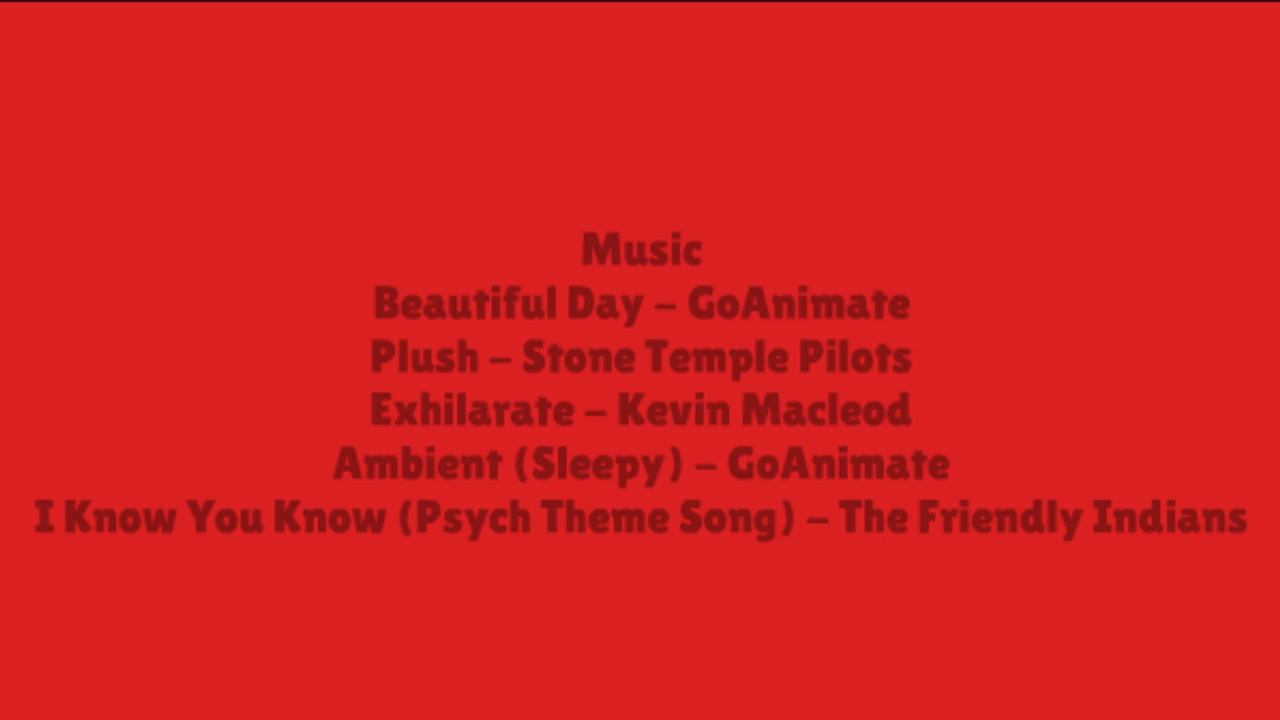 Music
Beautiful Day - GoAnimate
Plush - Stone Temple Pilots
Exhilarate - Kevin Macleod
Ambient (Sleepy) - GoAnimate
I Know You Know (Psych Theme Song) - The Friendly Indians